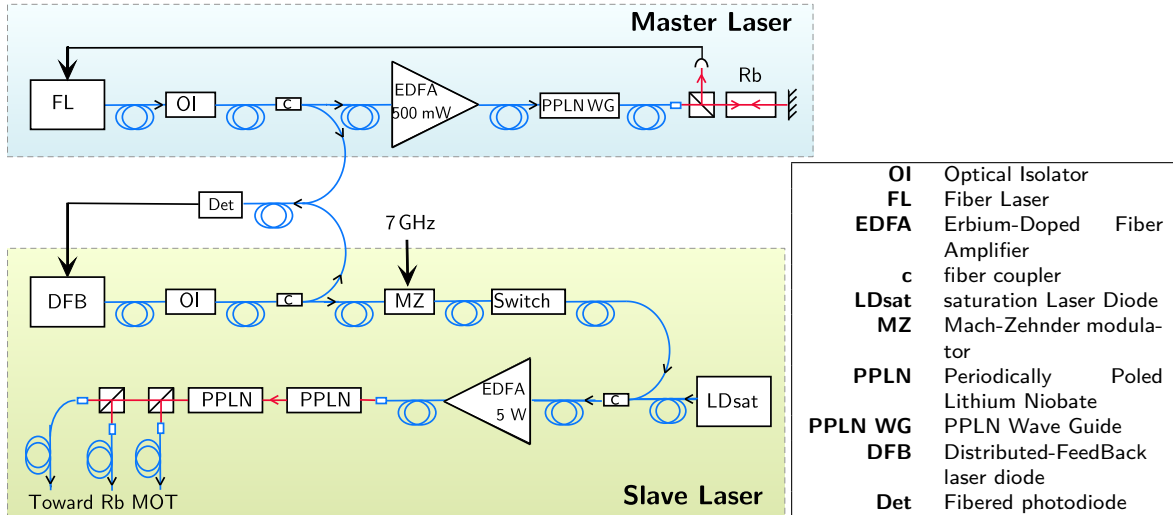 Master Laser
FL
OI
c
EDFA
500 mW
PPLN WG
Rb
Det
7 GHz
DFB
OI
c
MZ
Switch
PPLN
PPLN
EDFA
5 W
c
LDsat
Toward Rb MOT
Slave Laser
OI Optical Isolator
FL Fiber Laser
EDFA Erbium-Doped Fiber
Amplifier
c fiber coupler
LDsat saturation Laser Diode
MZ Mach-Zehnder modula-
tor
PPLN Periodically Poled
Lithium Niobate
PPLN WG PPLN Wave Guide
DFB Distributed-FeedBack
laser diode
Det Fibered photodiode